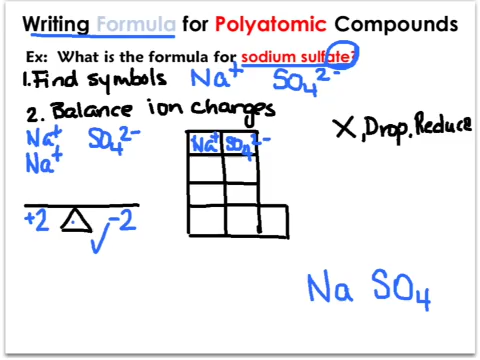 Writing Formula for Polyatomic Compounds
Ex: What is the formula for sodium sulfate?
1. Find symbols Na⁺ SO₄²⁻
2. Balance ion charges
X, Drop, Reduce
Na⁺ SO₄²⁻
Na⁺
Na⁺ SO₄²⁻
+2 -2
Na SO₄